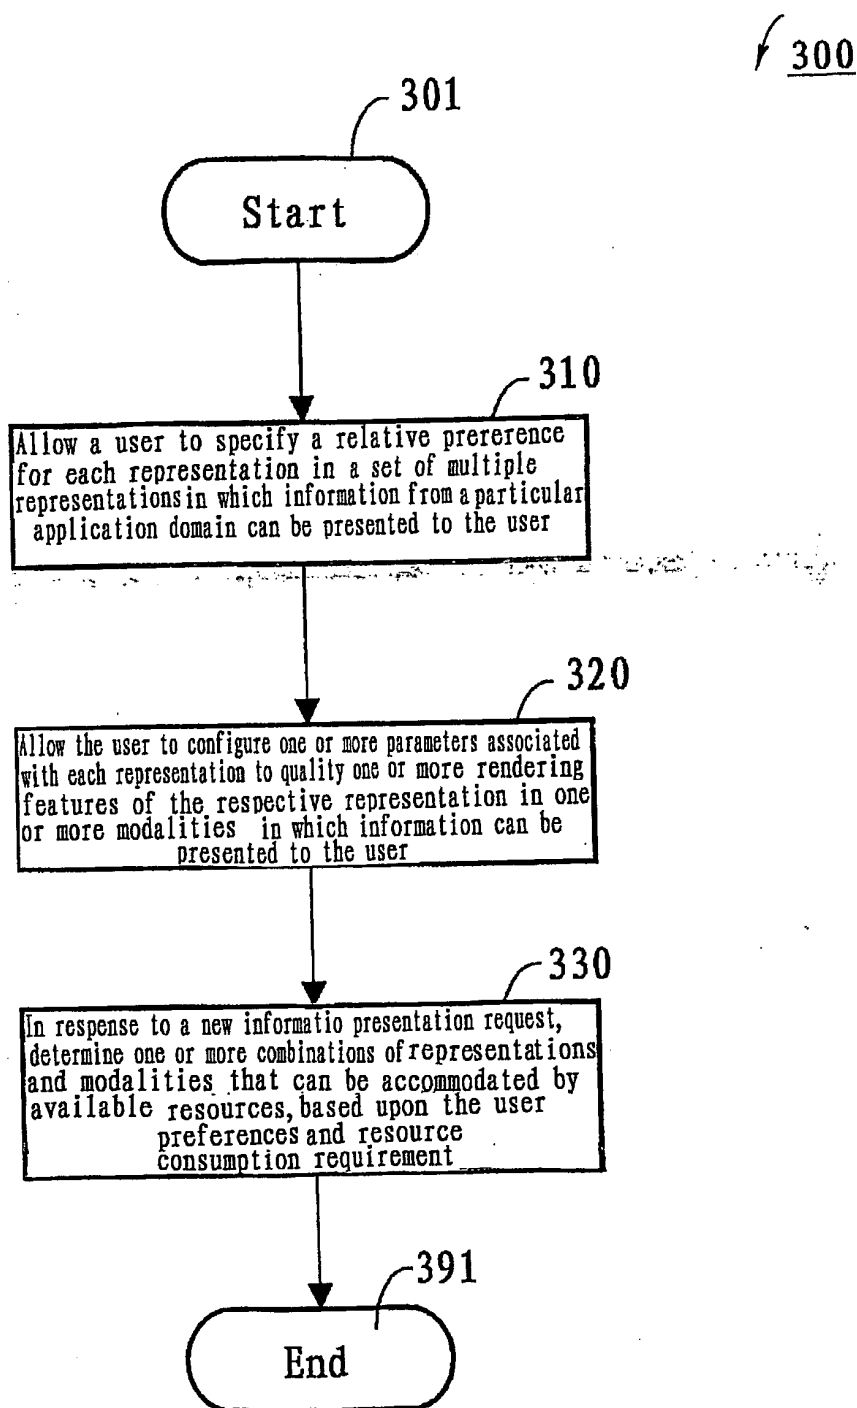 300
301
Start
310
Allow a user to specify a relative prererence
for each representation in a set of multiple
representations in which information from a particular
application domain can be presented to the user
320
Allow the user to configure one or more parameters associated
with each representation to quality one or more rendering
features of the respective representation in one
or more modalities in which information can be
presented to the user
330
In respense to a new informatio presentation request,
determine one or more combinations of representations
and modalities that can be accommodated by
available resources, based upon the user
preferences and resource
consumption requirement
391
End